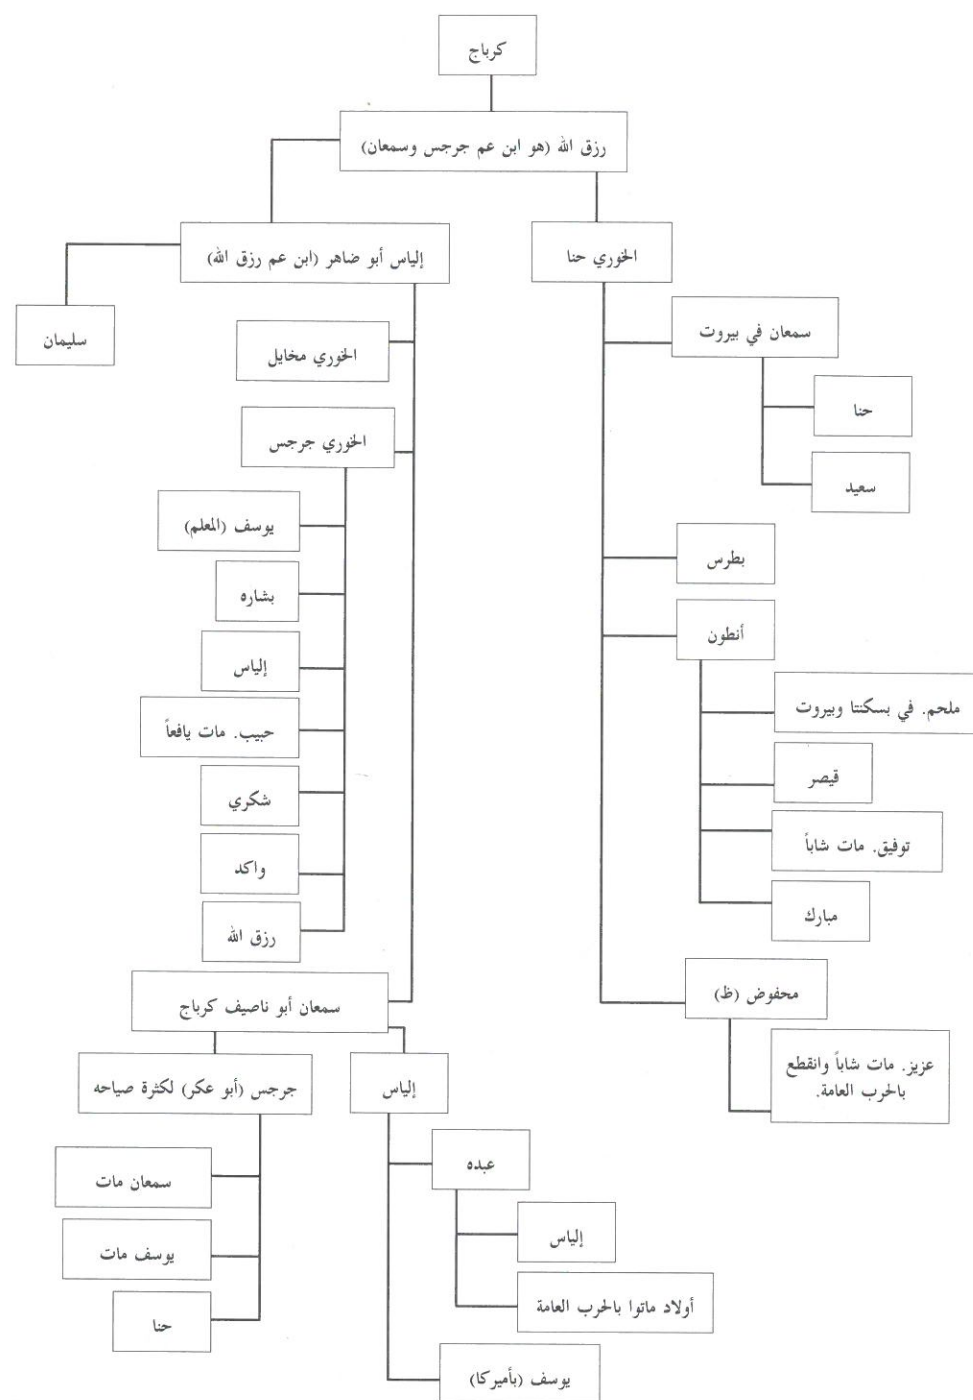 كرباج
رزق الله (هو ابن عم جرجس وسمعان)
الخوري حنا
إلياس أبو ضاهر (ابن عم رزق الله)
سمعان في بيروت
حنا
سعيد
بطرس
أنطون
ملحم. في بسكنتا وبيروت
قيصر
توفيق. مات شاباً
مبارك
محفوض (ظ)
عزيز. مات شاباً وانقطع
بالحرب العامة.
سليمان
الخوري مخايل
الخوري جرجس
يوسف (المعلم)
بشاره
إلياس
حبيب. مات يافعاً
شكري
واكد
رزق الله
سمعان أبو ناصيف كرباج
إلياس
جرجس (أبو عكر) لكثرة صياحه
عبده
إلياس
أولاد ماتوا بالحرب العامة
يوسف (بأميركا)
سمعان مات
يوسف مات
حنا